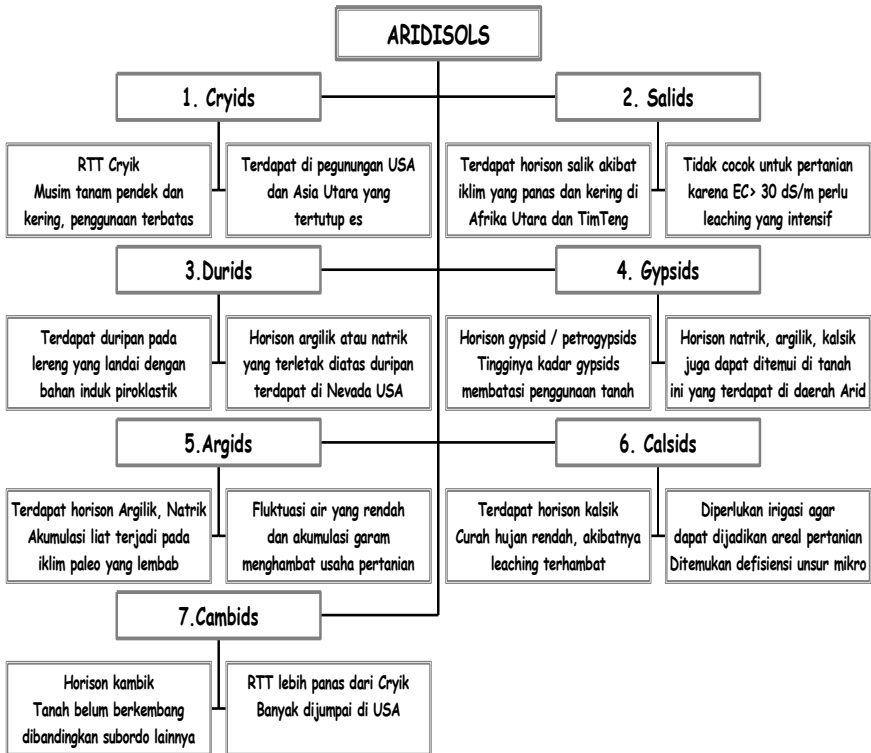 ARIDISOLS
1. Cryids
2. Salids
RTT Cryik
Musim tanam pendek dan
kering, penggunaan terbatas
Terdapat di pegunungan USA
dan Asia Utara yang
tertutup es
Terdapat horison salik akibat
iklim yang panas dan kering di
Afrika Utara dan TimTeng
Tidak cocok untuk pertanian
karena EC> 30 dS/m perlu
leaching yang intensif
3.Durids
4. Gypsids
Terdapat duripan pada
lereng yang landai dengan
bahan induk piroklastik
Horison argilik atau natrik
yang terletak diatas duripan
terdapat di Nevada USA
Horison gypsid / petrogypsids
Tingginya kadar gypsids
membatasi penggunaan tanah
Horison natrik, argilik, kalsik
juga dapat ditemui di tanah
ini yang terdapat di daerah Arid
5.Argids
6. Calsids
Terdapat horison Argilik, Natrik
Akumulasi liat terjadi pada
iklim paleo yang lembab
Fluktuasi air yang rendah
dan akumulasi garam
menghambat usaha pertanian
Terdapat horison kalsik
Curah hujan rendah, akibatnya
leaching terhambat
Diperlukan irigasi agar
dapat dijadikan areal pertanian
Ditemukan defisiensi unsur mikro
7.Cambids
Horison kambik
Tanah belum berkembang
dibandingkan subordo lainnya
RTT lebih panas dari Cryik
Banyak dijumpai di USA